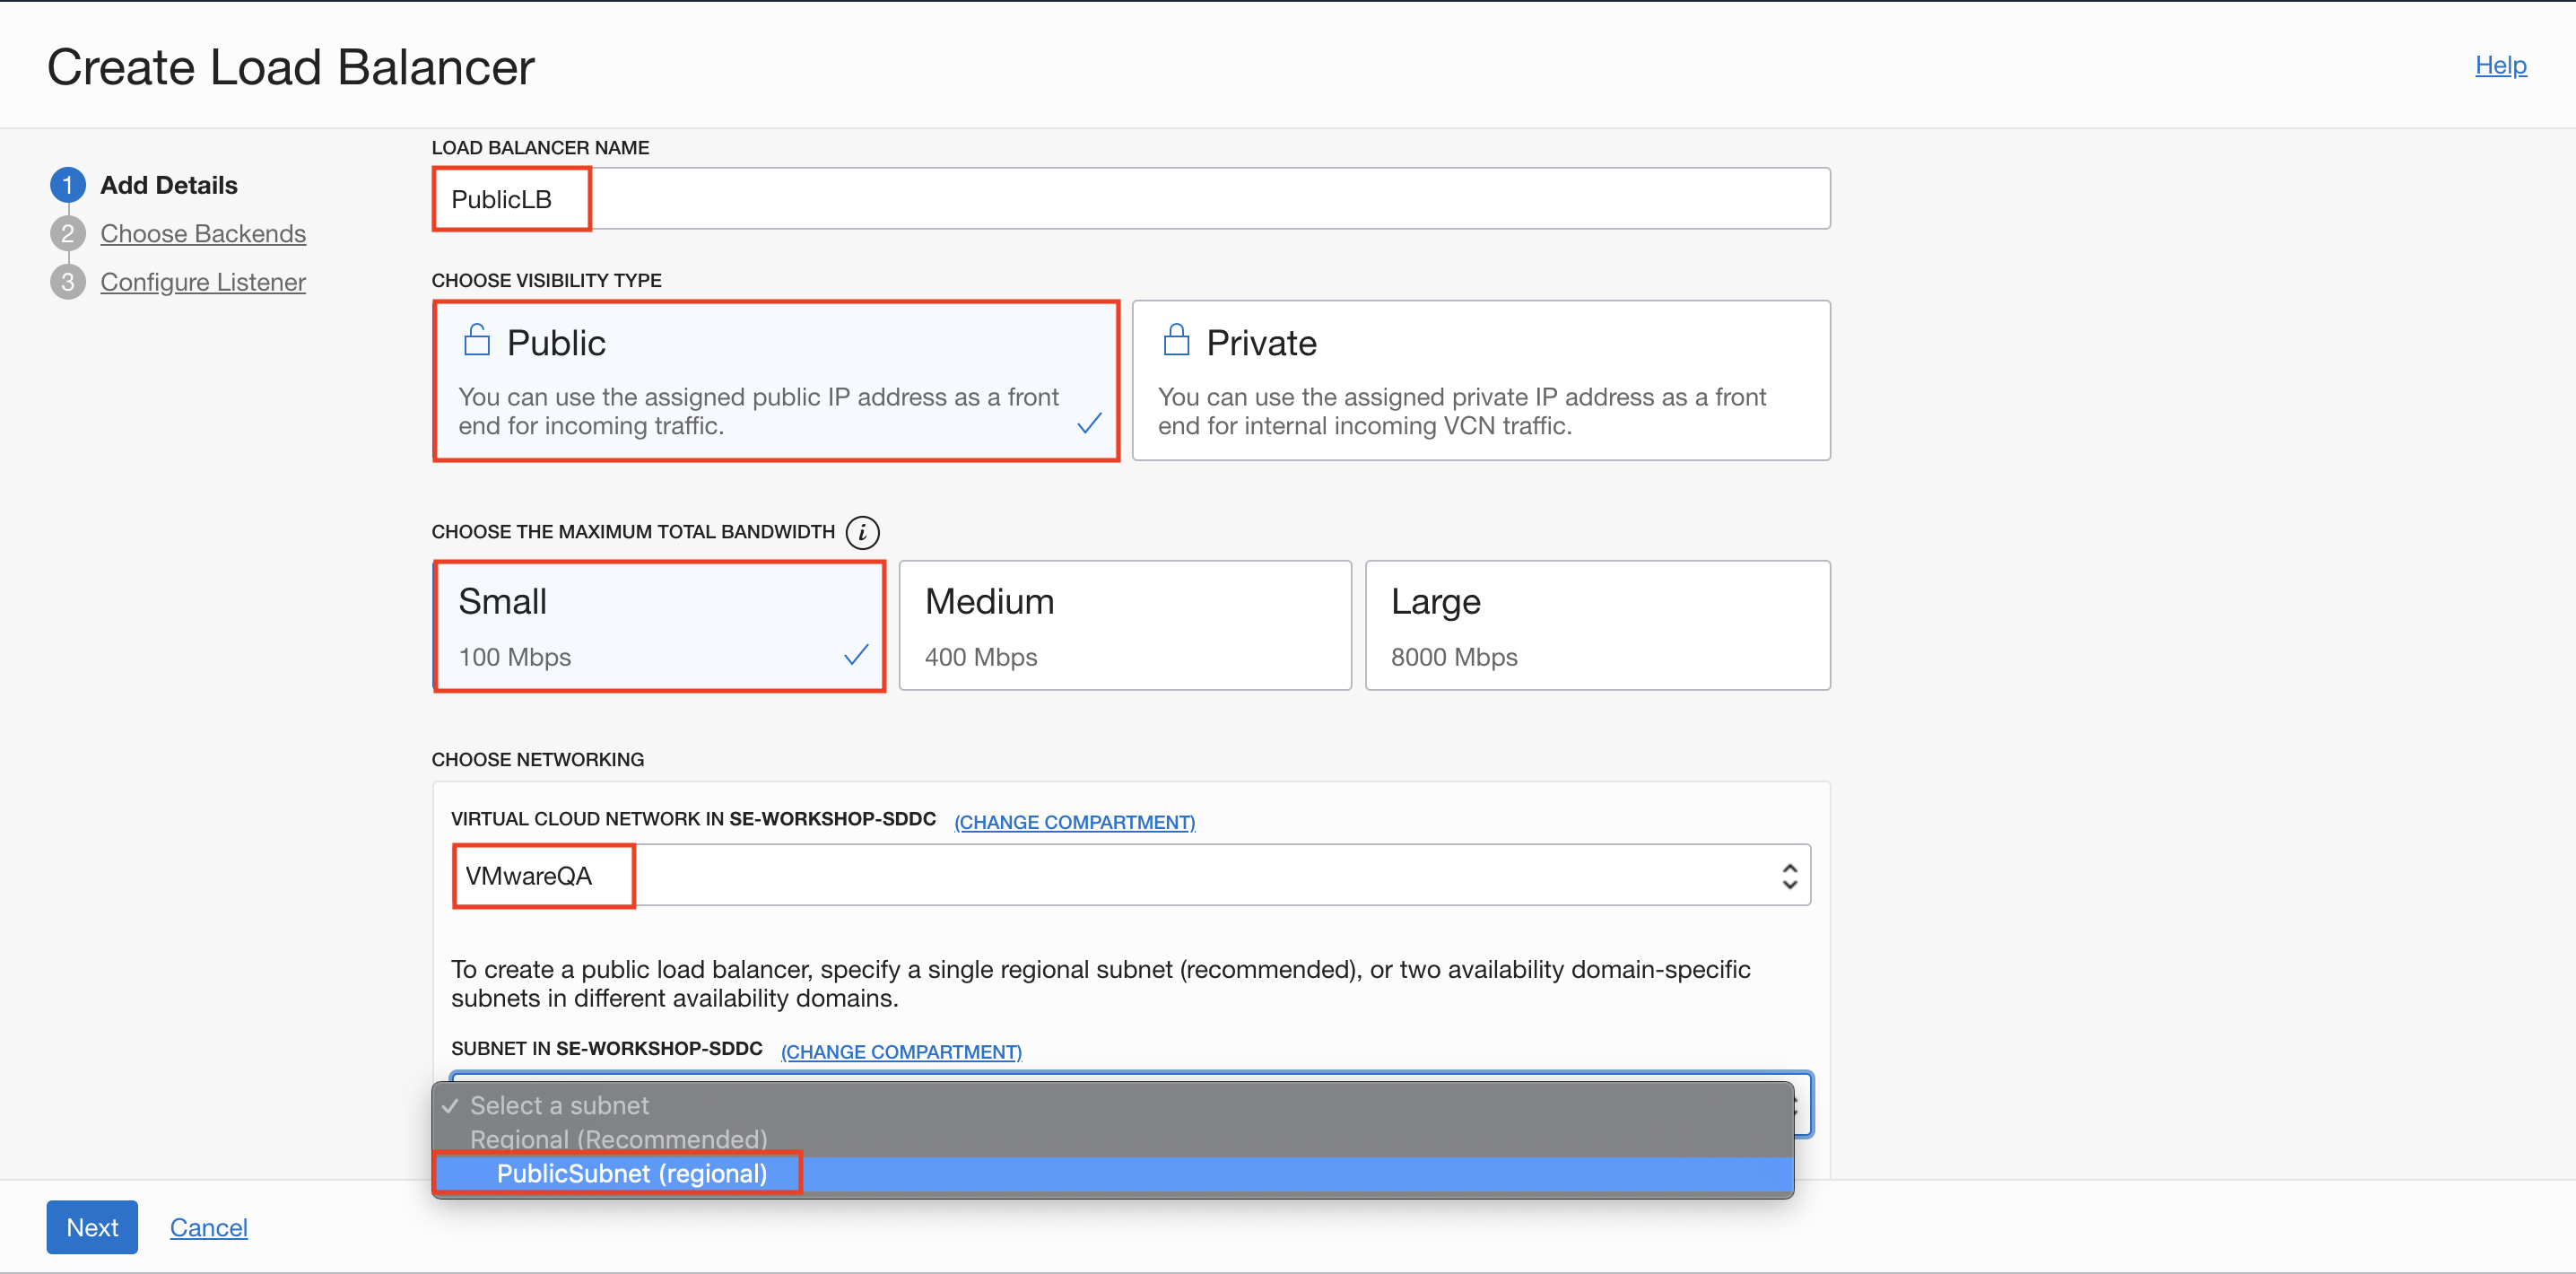 Create Load Balancer
Help
1 Add Details
2 Choose Backends
3 Configure Listener
LOAD BALANCER NAME
PublicLB
CHOOSE VISIBILITY TYPE
Public
You can use the assigned public IP address as a front
end for incoming traffic.
Private
You can use the assigned private IP address as a front
end for internal incoming VCN traffic.
CHOOSE THE MAXIMUM TOTAL BANDWIDTH i
Small
100 Mbps
Medium
400 Mbps
Large
8000 Mbps
CHOOSE NETWORKING
VIRTUAL CLOUD NETWORK IN SE-WORKSHOP-SDDC (CHANGE COMPARTMENT)
VMwareQA
To create a public load balancer, specify a single regional subnet (recommended), or two availability domain-specific
subnets in different availability domains.
SUBNET IN SE-WORKSHOP-SDDC (CHANGE COMPARTMENT)
Select a subnet
Regional (Recommended)
PublicSubnet (regional)
Next Cancel